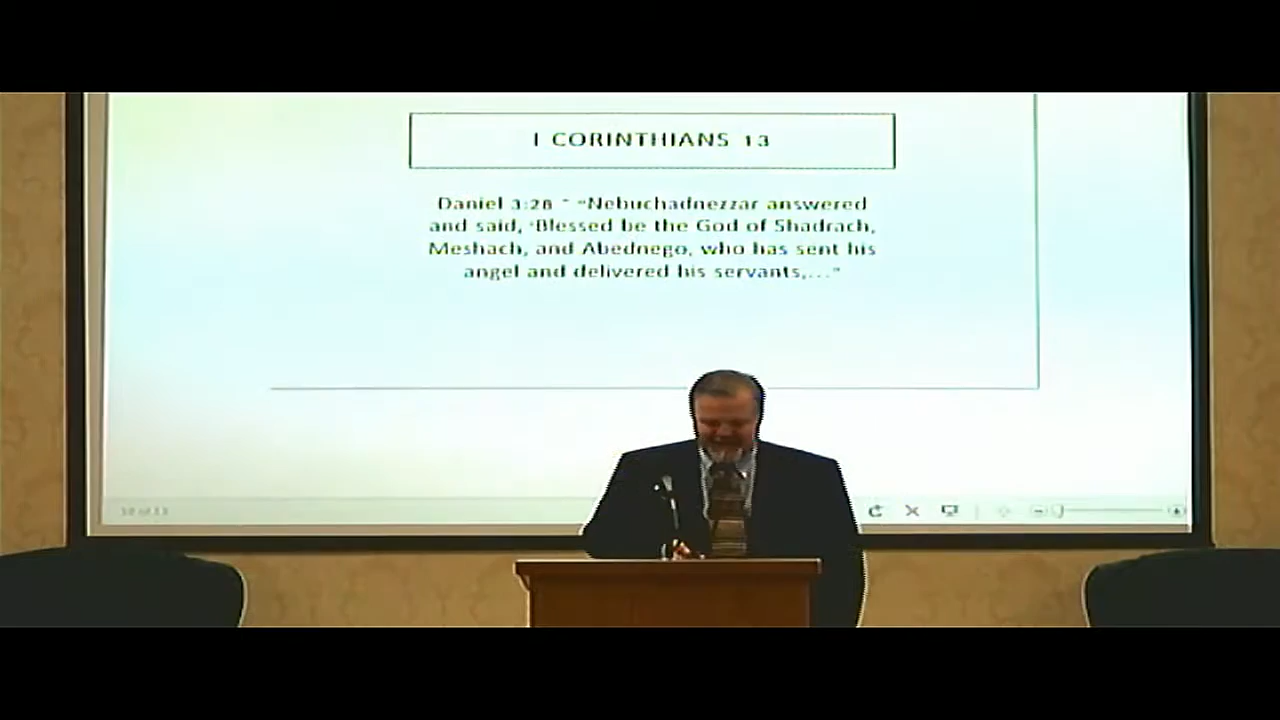 I CORINTHIANS 13
Daniel 3:28 ~ "Nebuchadnezzar answered
and said, 'Blessed be the God of Shadrach,
Meshach, and Abednego, who has sent his
angel and delivered his servants,..."